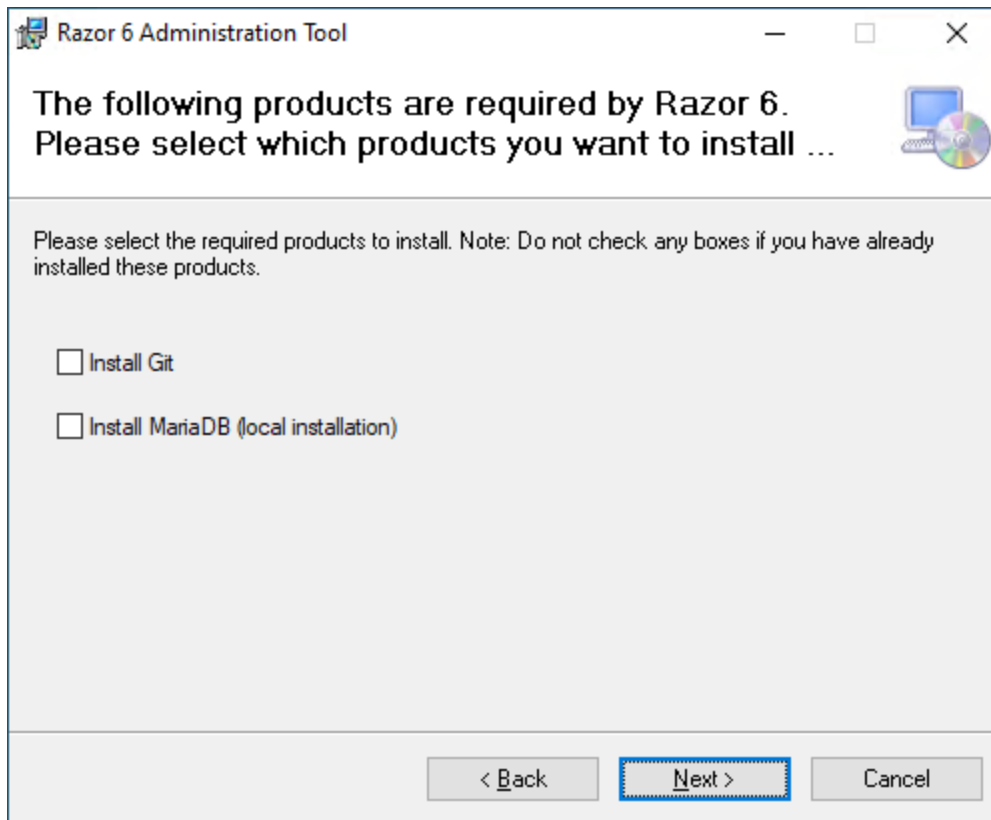 Razor 6 Administration Tool
The following products are required by Razor 6.
Please select which products you want to install ...
Please select the required products to install. Note: Do not check any boxes if you have already
installed these products.
Install Git
Install MariaDB (local installation)
< Back
Next >
Cancel